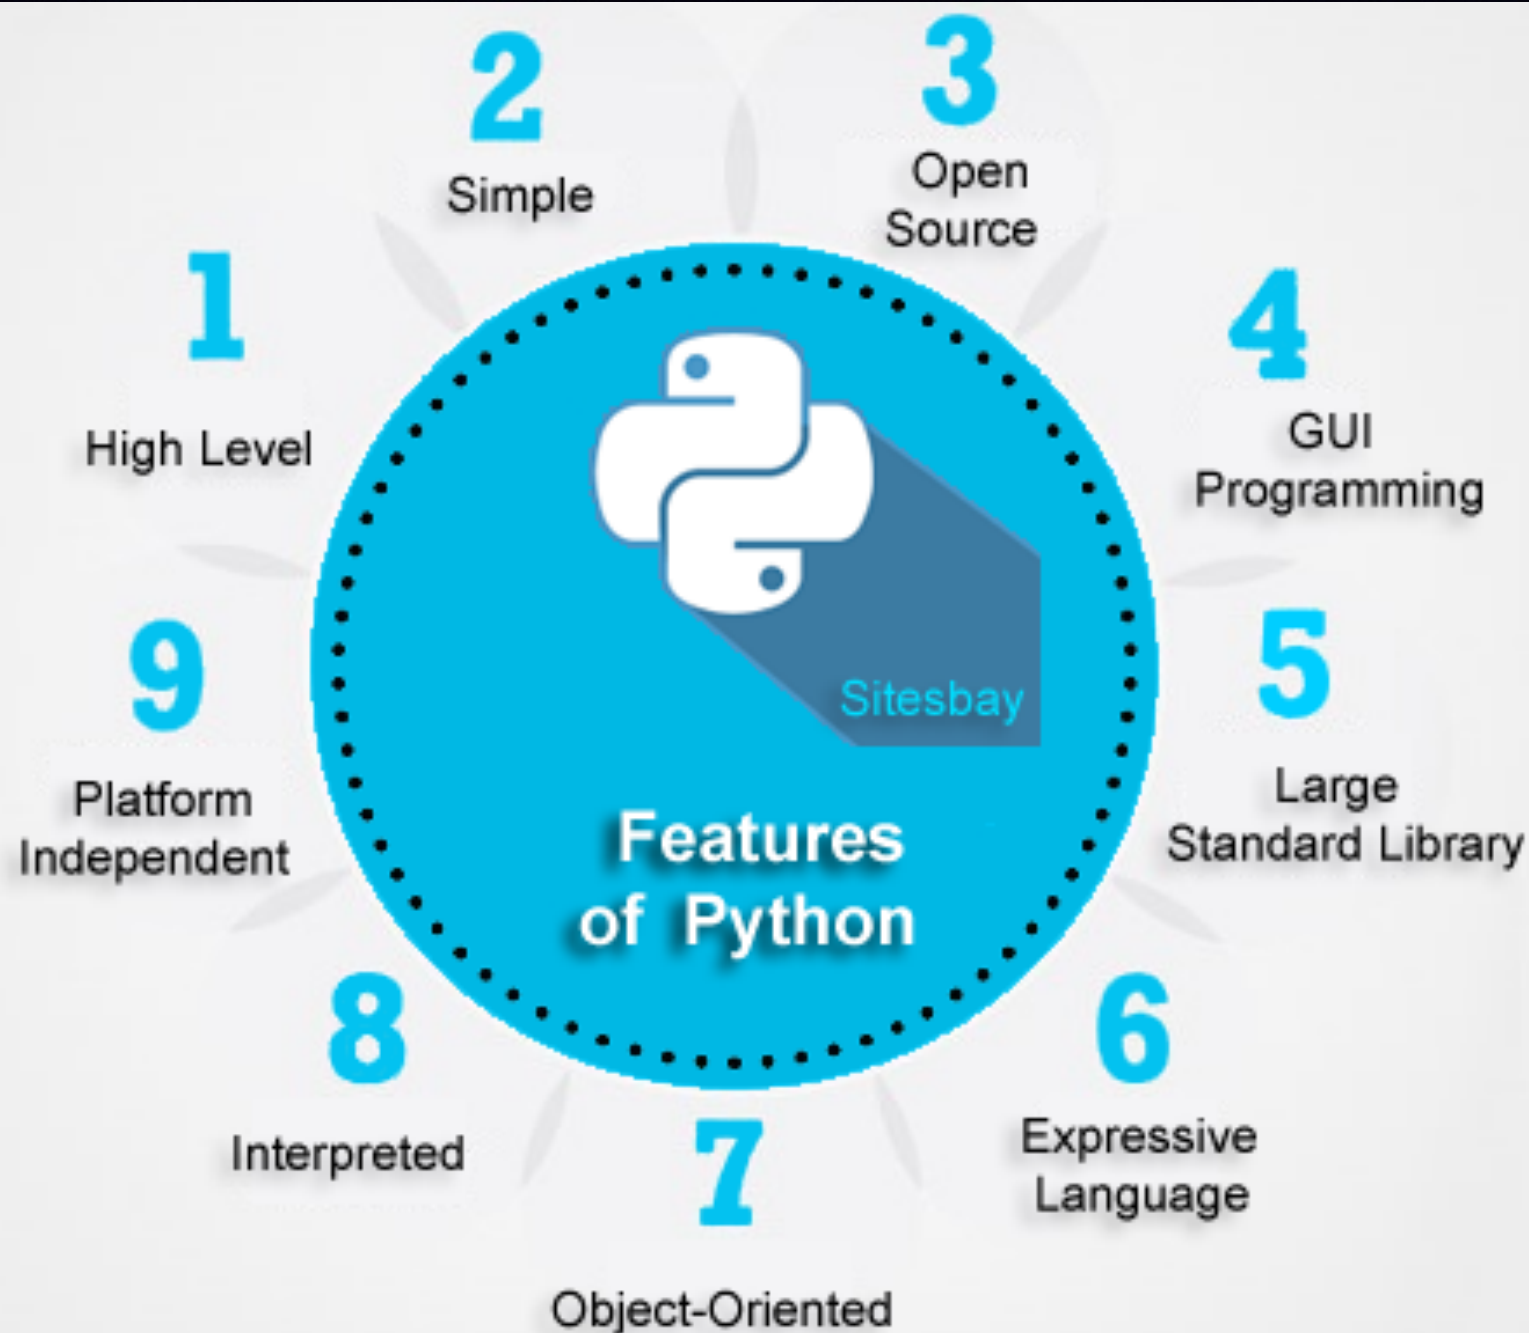 1
High Level
2
Simple
3
Open
Source
4
GUI
Programming
5
Large
Standard Library
6
Expressive
Language
7
Object-Oriented
8
Interpreted
9
Platform
Independent
Sitesbay
Features
of Python